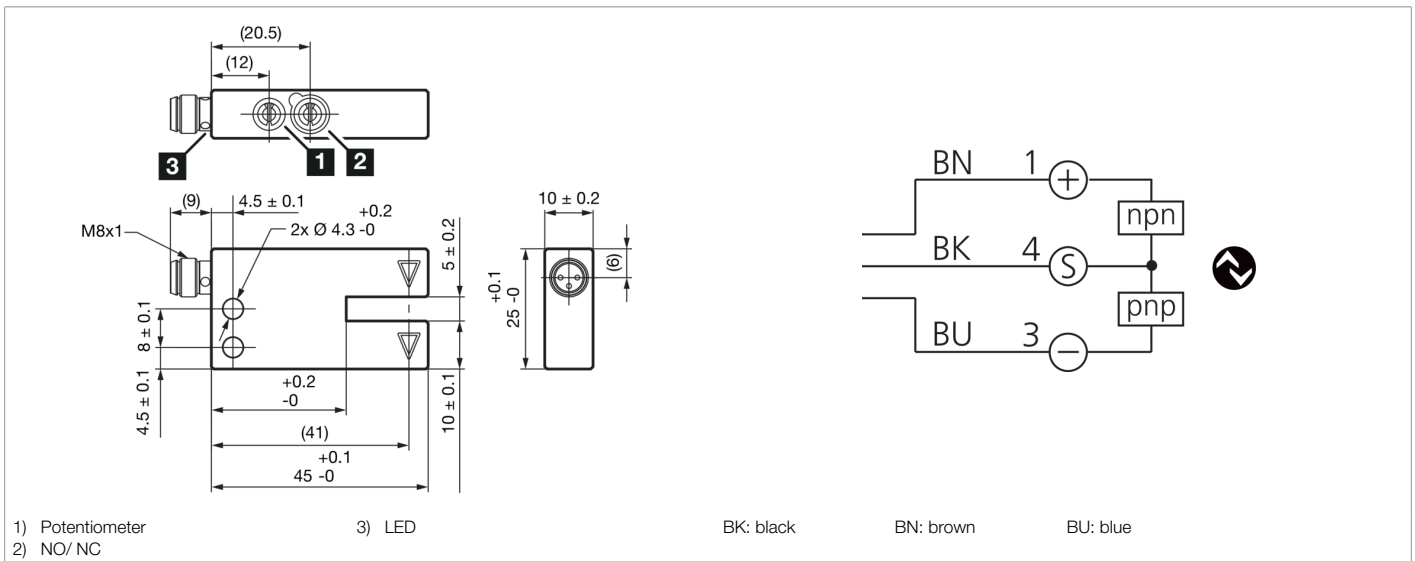 (20.5)
(12)
3
1
2
(9)
4.5 ± 0.1
+0.2
2x Ø 4.3 -0
M8x1
5 ± 0.2
10 ± 0.2
(6)
+0.1
25 -0
8 ± 0.1
4.5 ± 0.1
+0.2
-0
10 ± 0.1
(41)
+0.1
45 -0
BN 1 +
npn
BK 4 S
pnp
BU 3 −
1) Potentiometer 3) LED BK: black BN: brown BU: blue
2) NO/ NC